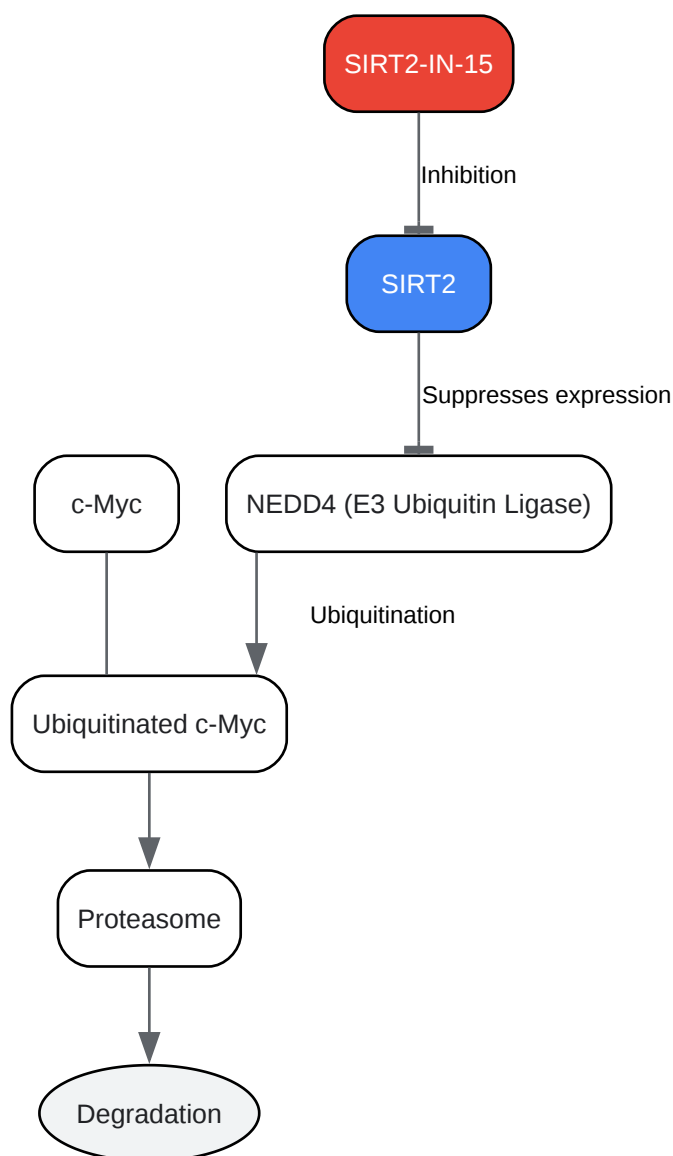 SIRT2-IN-15
Inhibition
SIRT2
Suppresses expression
c-Myc
NEDD4 (E3 Ubiquitin Ligase)
Ubiquitination
Ubiquitinated c-Myc
Proteasome
Degradation